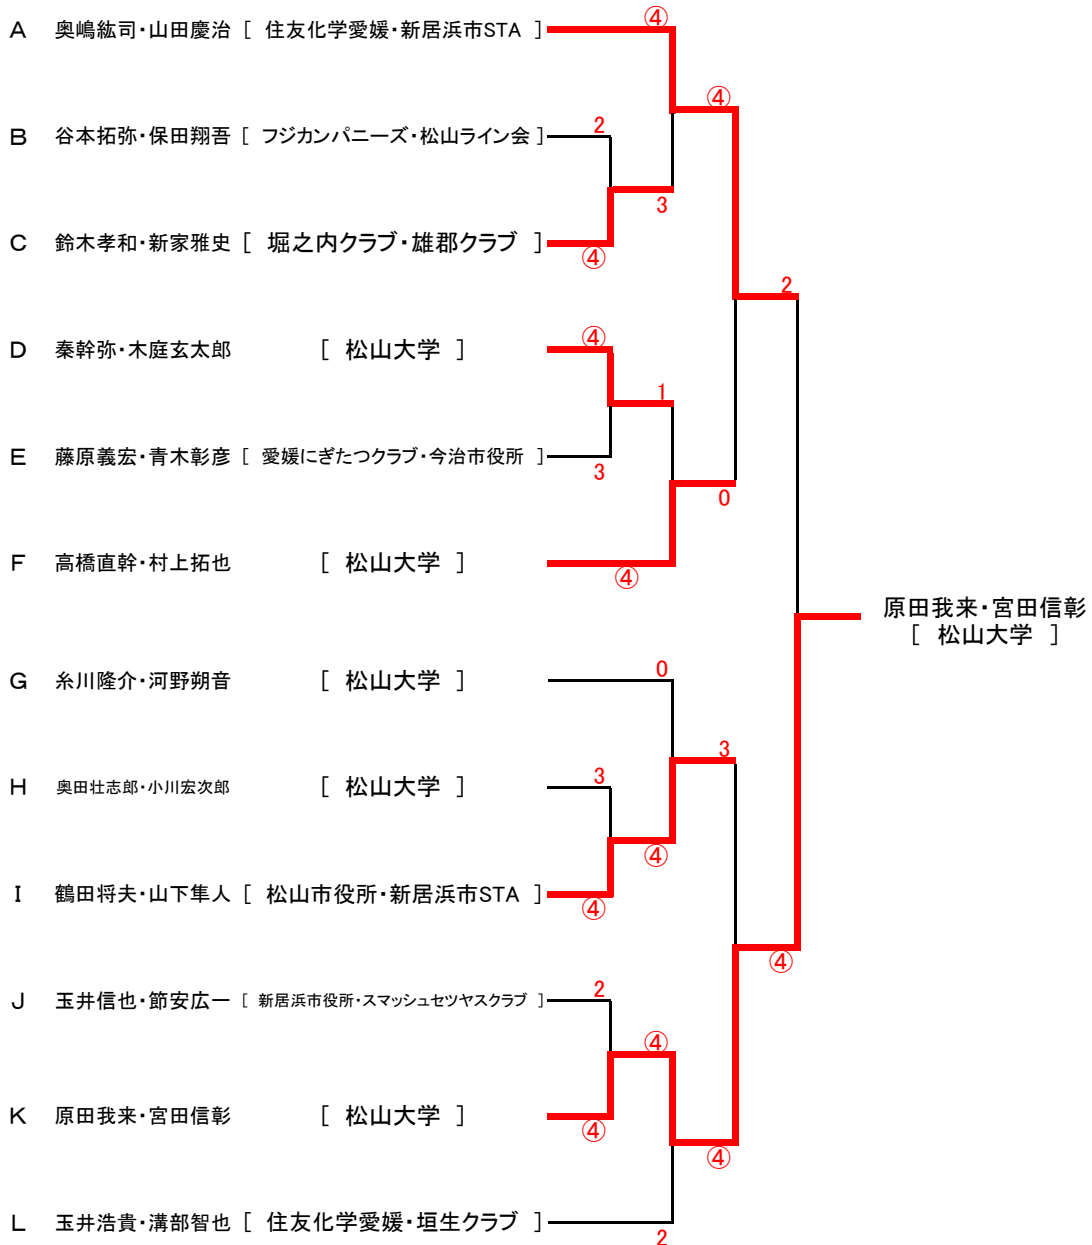 ④
A 奥嶋紘司・山田慶治 [ 住友化学愛媛・新居浜市STA ]
④
2
B 谷本拓弥・保田翔吾 [ フジカンパニーズ・松山ライン会 ]
3
C 鈴木孝和・新家雅史 [ 堀之内クラブ・雄郡クラブ ]
④
2
④
D 秦幹弥・木庭玄太郎 [ 松山大学 ]
1
E 藤原義宏・青木彰彦 [ 愛媛にぎたつクラブ・今治市役所 ]
3
0
F 高橋直幹・村上拓也 [ 松山大学 ]
④
原田我来・宮田信彰
[ 松山大学 ]
0
G 糸川隆介・河野朔音 [ 松山大学 ]
3
3
H 奥田壮志郎・小川宏次郎 [ 松山大学 ]
④
I 鶴田将夫・山下隼人 [ 松山市役所・新居浜市STA ]
④
④
2
J 玉井信也・節安広一 [ 新居浜市役所・スマッシュセツヤスクラブ ]
④
K 原田我来・宮田信彰 [ 松山大学 ]
④
④
L 玉井浩貴・溝部智也 [ 住友化学愛媛・垣生クラブ ]
2